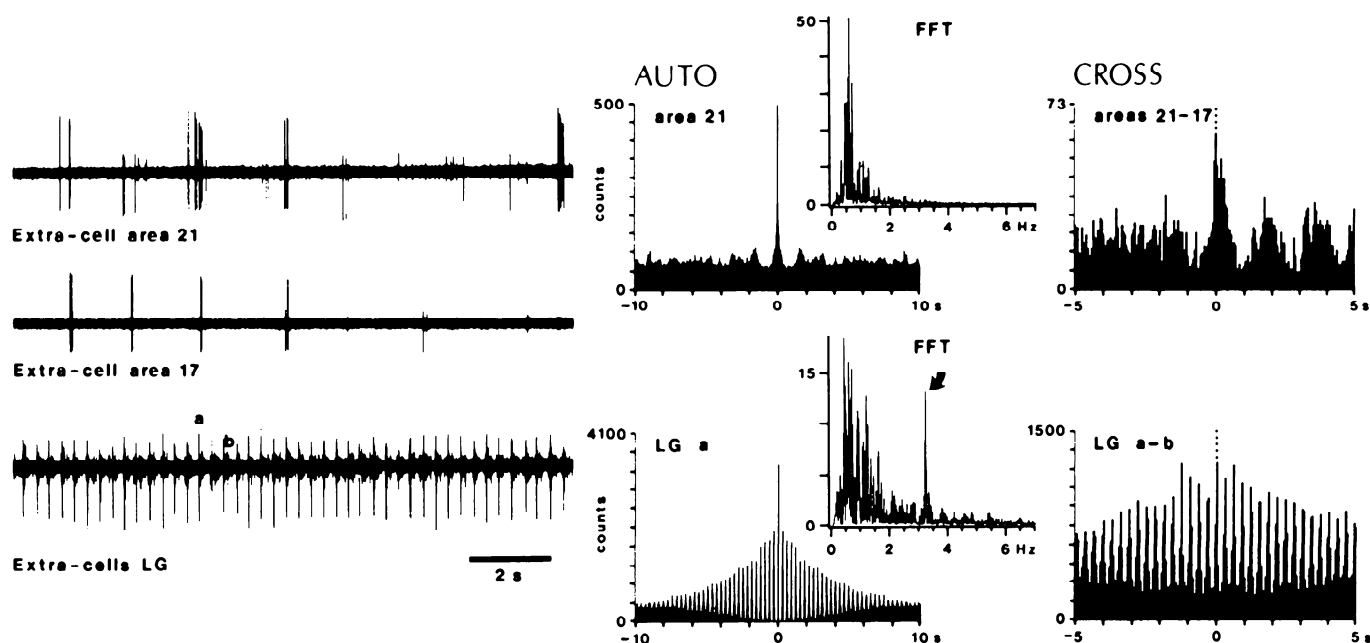 Extra-cell area 21
Extra-cell area 17
a
b
Extra-cells LG
2 s
AUTO
area 21
500
counts
0
-10 0 10 s
FFT
50
0
0 2 6 Hz
CROSS
73
areas 21-17
0
-5 0 5 s
LG a
4100
counts
0
-10 0 10 s
FFT
15
0
0 2 6 Hz
1500
LG a-b
0
-5 0 5 s